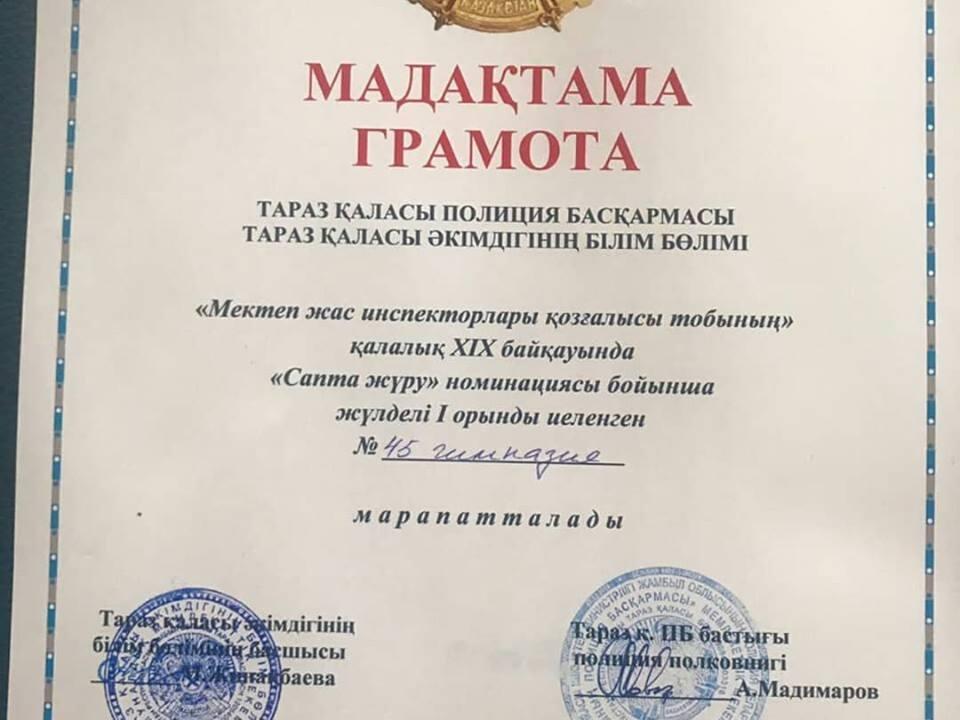 ҚАЗАҚСТАН
МАДАҚТАМА
ГРАМОТА
ТАРАЗ ҚАЛАСЫ ПОЛИЦИЯ БАСҚАРМАСЫ
ТАРАЗ ҚАЛАСЫ ӘКІМДІГІНІҢ БІЛІМ БӨЛІМІ
«Мектеп жас инспекторлары қозғалысы тобының»
қалалық XIX байқауында
«Сапта жүру» номинациясы бойынша
жүлделі I орынды иеленген
№ 45 гимназия
марапатталады
Тараз қаласы әкімдігінің
білім бөлімінің басшысы
Тараз қ. ПБ бастығы
полиция полковнигі
А.Мадимаров